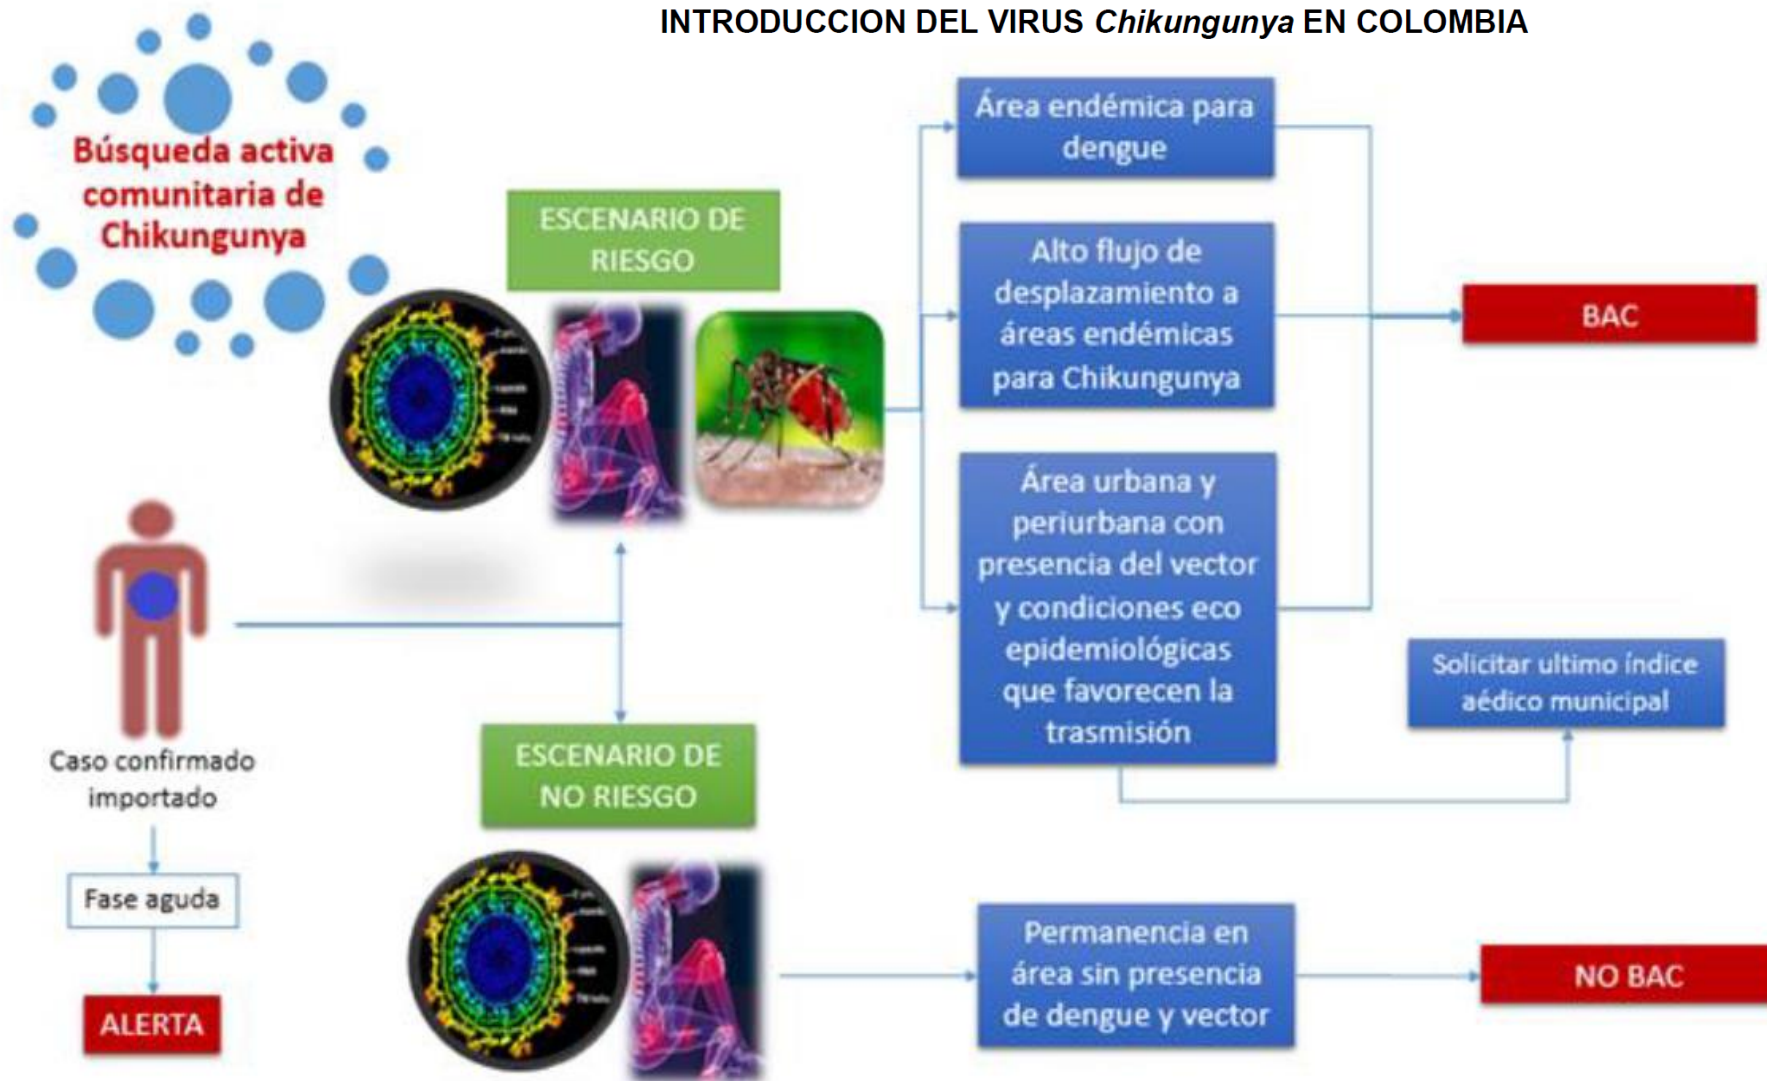 INTRODUCCION DEL VIRUS Chikungunya EN COLOMBIA
Búsqueda activa
comunitaria de
Chikungunya
ESCENARIO DE
RIESGO
Área endémica para
dengue
Alto flujo de
desplazamiento a
áreas endémicas
para Chikungunya
BAC
Área urbana y
periurbana con
presencia del vector
y condiciones eco
epidemiológicas
que favorecen la
trasmisión
Solicitar ultimo índice
aédico municipal
Caso confirmado
importado
Fase aguda
ALERTA
ESCENARIO DE
NO RIESGO
Permanencia en
área sin presencia
de dengue y vector
NO BAC